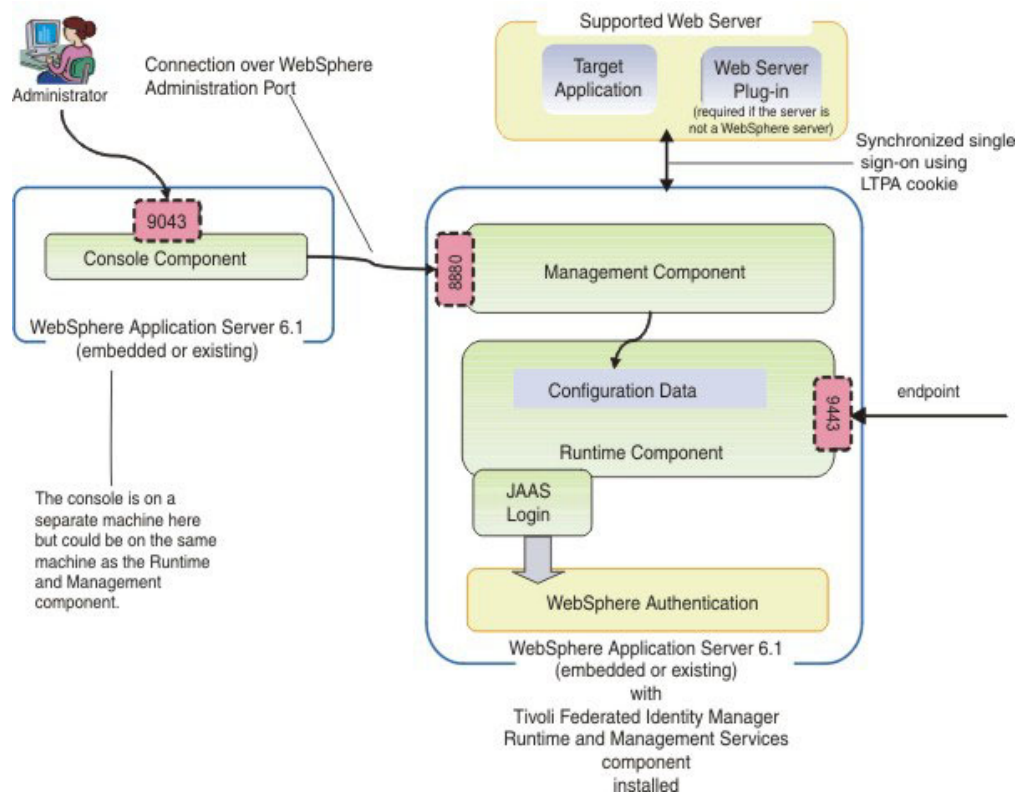 Administrator
Connection over WebSphere
Administration Port
Supported Web Server
Target
Application
Web Server
Plug-in
(required if the server is
not a WebSphere server)
Synchronized single
sign-on using
LTPA cookie
9043
Console Component
WebSphere Application Server 6.1
(embedded or existing)
8880
Management Component
Configuration Data
Runtime Component
9443
endpoint
JAAS
Login
WebSphere Authentication
The console is on a
separate machine here
but could be on the same
machine as the Runtime
and Management
component.
WebSphere Application Server 6.1
(embedded or existing)
with
Tivoli Federated Identity Manager
Runtime and Management Services
component
installed